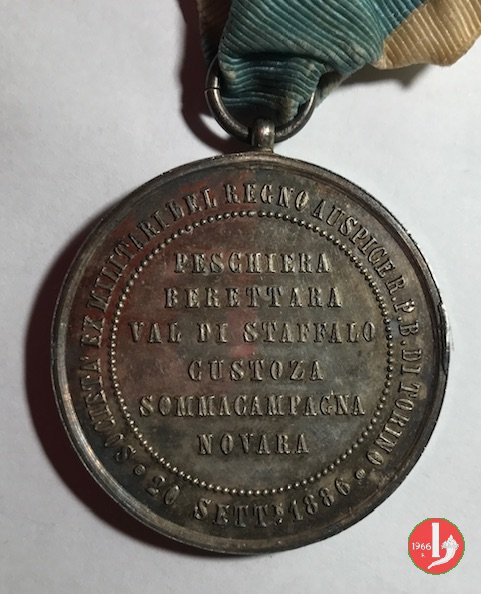 SOCIETA EX MILITARI DEL REGNO AUSPICE R. P. B. DI TORINO
• 20 SETT. 1886 •
PESCHIERA
BERETTARA
VAL DI STAFFALO
CUSTOZA
SOMMACAMPAGNA
NOVARA
1966